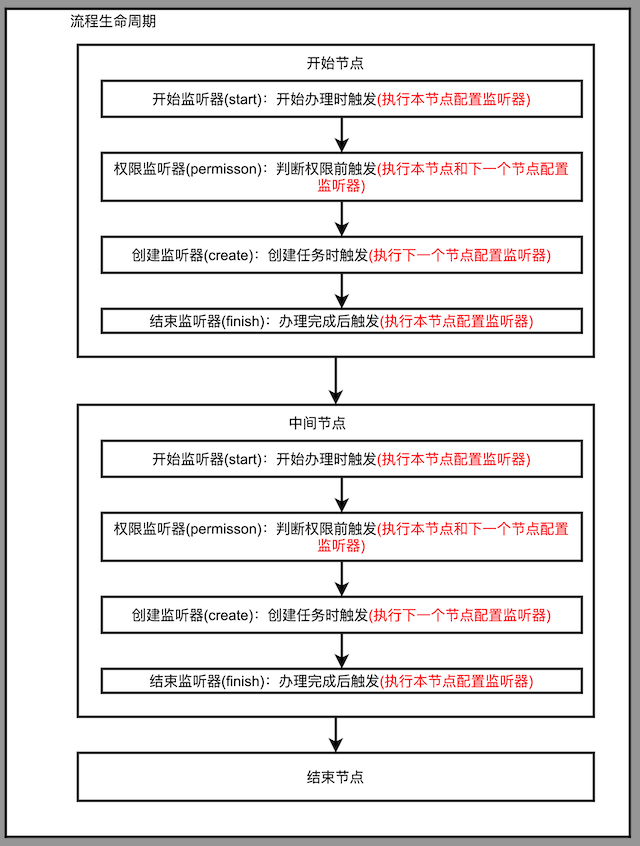 流程生命周期
开始节点
开始监听器(start)：开始办理时触发(执行本节点配置监听器)
权限监听器(permisson)：判断权限前触发(执行本节点和下一个节点配置
监听器)
创建监听器(create)：创建任务时触发(执行下一个节点配置监听器)
结束监听器(finish)：办理完成后触发(执行本节点配置监听器)
中间节点
开始监听器(start)：开始办理时触发(执行本节点配置监听器)
权限监听器(permisson)：判断权限前触发(执行本节点和下一个节点配置
监听器)
创建监听器(create)：创建任务时触发(执行下一个节点配置监听器)
结束监听器(finish)：办理完成后触发(执行本节点配置监听器)
结束节点